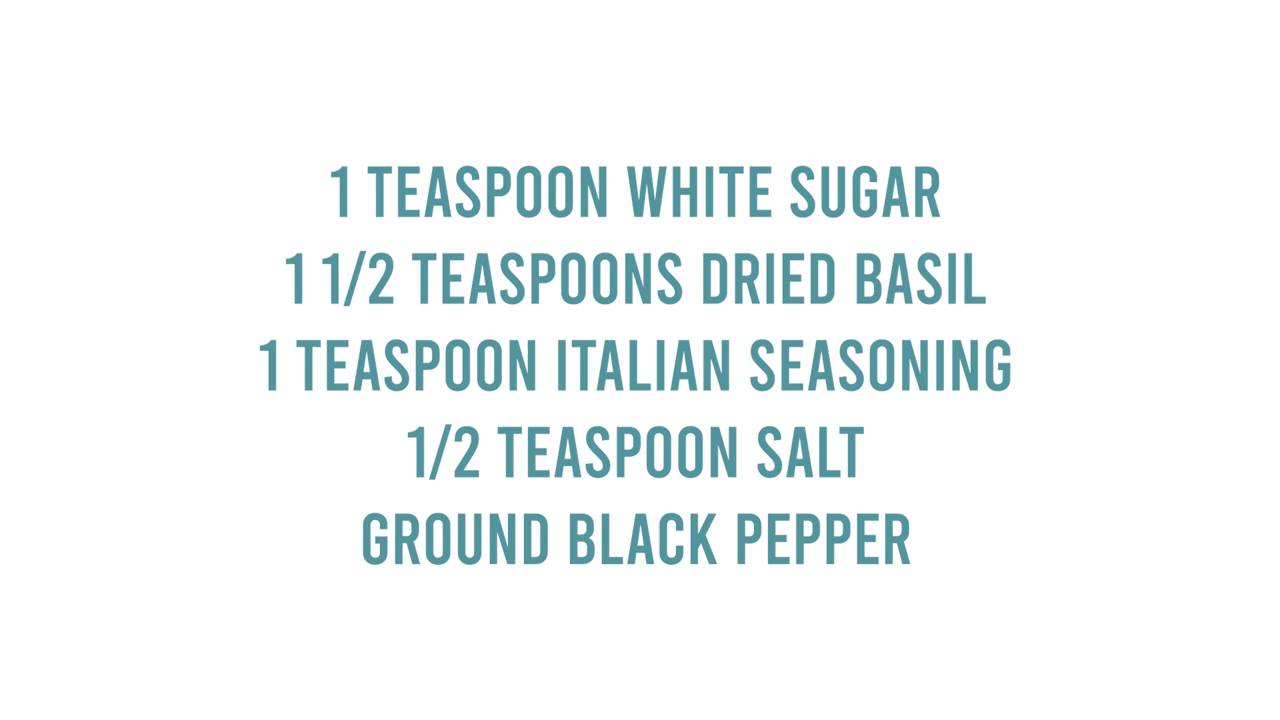 1 TEASPOON WHITE SUGAR
1 1/2 TEASPOONS DRIED BASIL
1 TEASPOON ITALIAN SEASONING
1/2 TEASPOON SALT
GROUND BLACK PEPPER